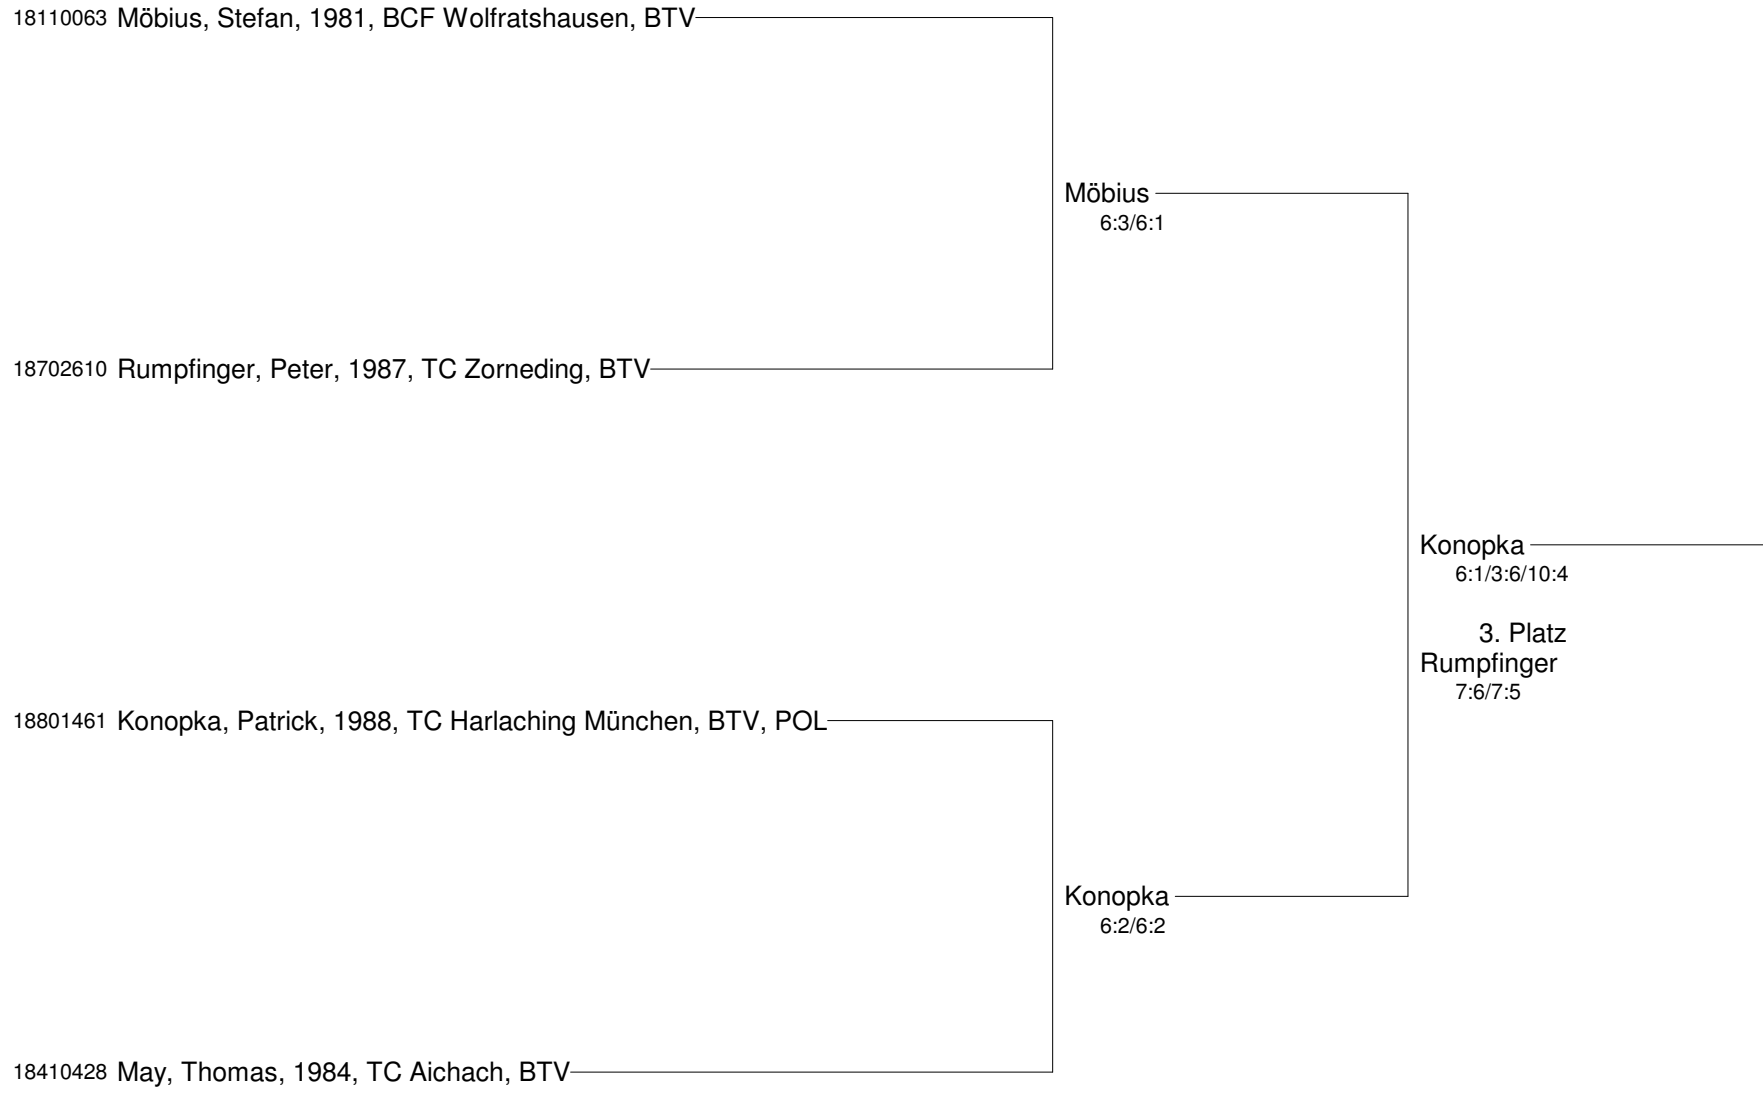 18110063 Möbius, Stefan, 1981, BCF Wolfratshausen, BTV
Möbius
6:3/6:1
18702610 Rumpfinger, Peter, 1987, TC Zorneding, BTV
Konopka
6:1/3:6/10:4
3. Platz
Rumpfinger
7:6/7:5
18801461 Konopka, Patrick, 1988, TC Harlaching München, BTV, POL
Konopka
6:2/6:2
18410428 May, Thomas, 1984, TC Aichach, BTV